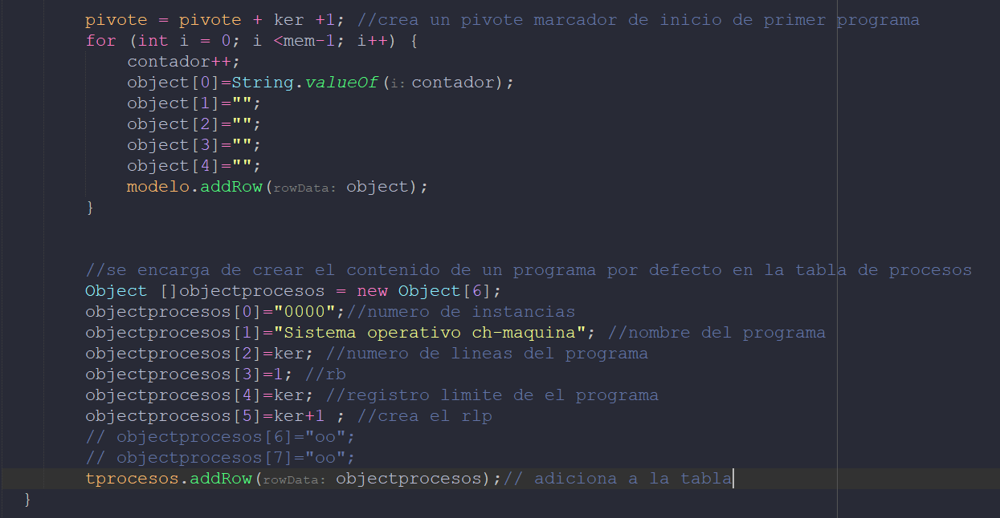 pivote = pivote + ker +1; //crea un pivote marcador de inicio de primer programa
for (int i = 0; i <mem-1; i++) {
contador++;
object[0]=String.valueOf(i: contador);
object[1]="";
object[2]="";
object[3]="";
object[4]="";
modelo.addRow(rowData: object);
}
//se encarga de crear el contenido de un programa por defecto en la tabla de procesos
Object []objectprocesos = new Object[6];
objectprocesos[0]="0000";//numero de instancias
objectprocesos[1]="Sistema operativo ch-maquina"; //nombre del programa
objectprocesos[2]=ker; //numero de lineas del programa
objectprocesos[3]=1; //rb
objectprocesos[4]=ker; //registro limite de el programa
objectprocesos[5]=ker+1 ; //crea el rlp
// objectprocesos[6]="oo";
// objectprocesos[7]="oo";
tprocesos.addRow(rowData: objectprocesos);// adiciona a la tabla
}